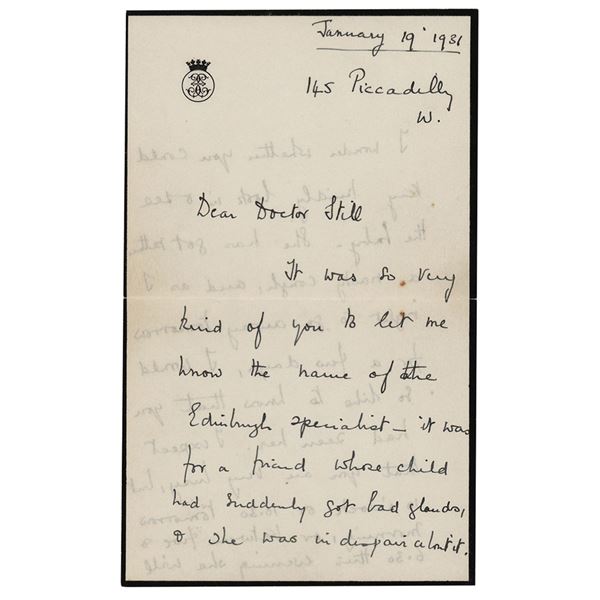 January 19' 1931
145 Piccadilly
W.
Dear Doctor Still
It was so very
kind of you to let me
know the name of the
Edinburgh specialist – it was
for a friend whose child
had suddenly got bad glands,
& she was in despair about it.